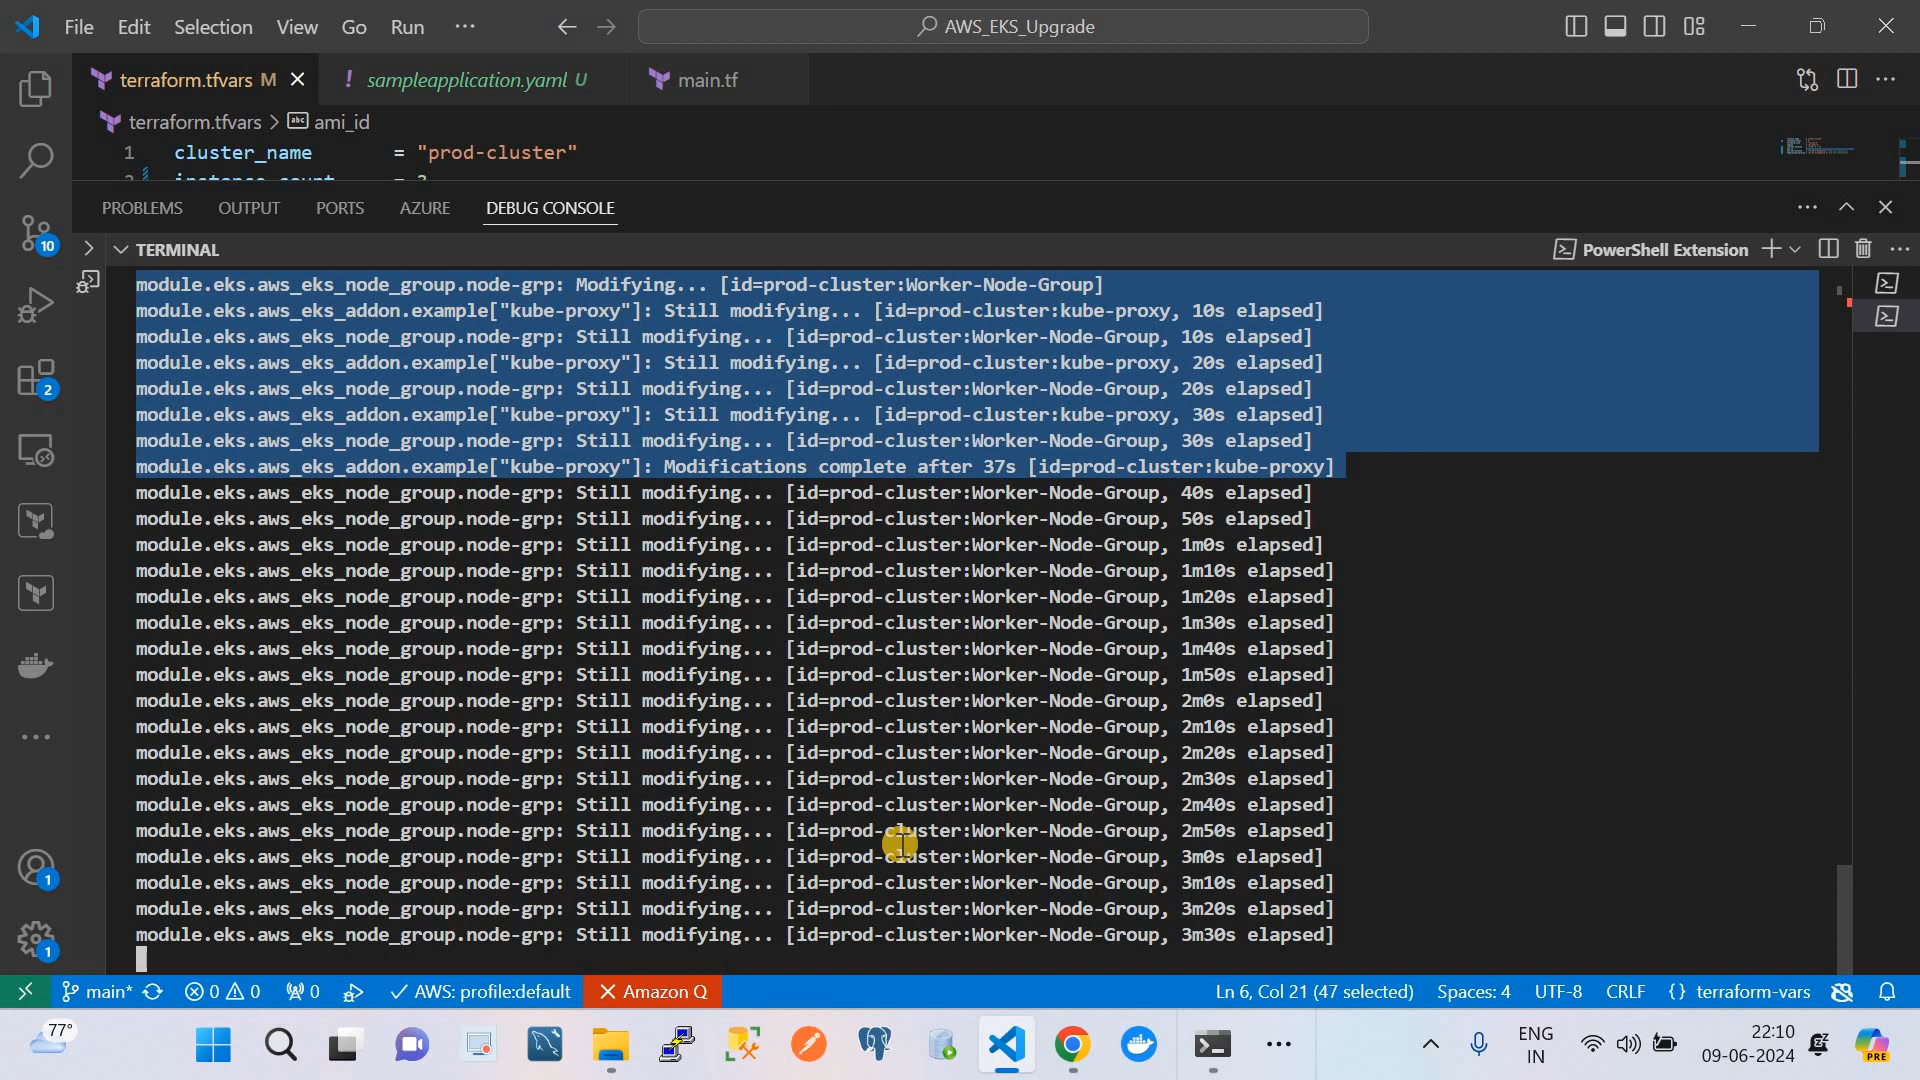 File Edit Selection View Go Run ··· AWS_EKS_Upgrade
terraform.tfvars M ! sampleapplication.yaml U main.tf
terraform.tfvars > abc ami_id
1 cluster_name = "prod-cluster"
PROBLEMS OUTPUT PORTS AZURE DEBUG CONSOLE
TERMINAL PowerShell Extension
module.eks.aws_eks_node_group.node-grp: Modifying... [id=prod-cluster:Worker-Node-Group]
module.eks.aws_eks_addon.example["kube-proxy"]: Still modifying... [id=prod-cluster:kube-proxy, 10s elapsed]
module.eks.aws_eks_node_group.node-grp: Still modifying... [id=prod-cluster:Worker-Node-Group, 10s elapsed]
module.eks.aws_eks_addon.example["kube-proxy"]: Still modifying... [id=prod-cluster:kube-proxy, 20s elapsed]
module.eks.aws_eks_node_group.node-grp: Still modifying... [id=prod-cluster:Worker-Node-Group, 20s elapsed]
module.eks.aws_eks_addon.example["kube-proxy"]: Still modifying... [id=prod-cluster:kube-proxy, 30s elapsed]
module.eks.aws_eks_node_group.node-grp: Still modifying... [id=prod-cluster:Worker-Node-Group, 30s elapsed]
module.eks.aws_eks_addon.example["kube-proxy"]: Modifications complete after 37s [id=prod-cluster:kube-proxy]
module.eks.aws_eks_node_group.node-grp: Still modifying... [id=prod-cluster:Worker-Node-Group, 40s elapsed]
module.eks.aws_eks_node_group.node-grp: Still modifying... [id=prod-cluster:Worker-Node-Group, 50s elapsed]
module.eks.aws_eks_node_group.node-grp: Still modifying... [id=prod-cluster:Worker-Node-Group, 1m0s elapsed]
module.eks.aws_eks_node_group.node-grp: Still modifying... [id=prod-cluster:Worker-Node-Group, 1m10s elapsed]
module.eks.aws_eks_node_group.node-grp: Still modifying... [id=prod-cluster:Worker-Node-Group, 1m20s elapsed]
module.eks.aws_eks_node_group.node-grp: Still modifying... [id=prod-cluster:Worker-Node-Group, 1m30s elapsed]
module.eks.aws_eks_node_group.node-grp: Still modifying... [id=prod-cluster:Worker-Node-Group, 1m40s elapsed]
module.eks.aws_eks_node_group.node-grp: Still modifying... [id=prod-cluster:Worker-Node-Group, 1m50s elapsed]
module.eks.aws_eks_node_group.node-grp: Still modifying... [id=prod-cluster:Worker-Node-Group, 2m0s elapsed]
module.eks.aws_eks_node_group.node-grp: Still modifying... [id=prod-cluster:Worker-Node-Group, 2m10s elapsed]
module.eks.aws_eks_node_group.node-grp: Still modifying... [id=prod-cluster:Worker-Node-Group, 2m20s elapsed]
module.eks.aws_eks_node_group.node-grp: Still modifying... [id=prod-cluster:Worker-Node-Group, 2m30s elapsed]
module.eks.aws_eks_node_group.node-grp: Still modifying... [id=prod-cluster:Worker-Node-Group, 2m40s elapsed]
module.eks.aws_eks_node_group.node-grp: Still modifying... [id=prod-cluster:Worker-Node-Group, 2m50s elapsed]
module.eks.aws_eks_node_group.node-grp: Still modifying... [id=prod-cluster:Worker-Node-Group, 3m0s elapsed]
module.eks.aws_eks_node_group.node-grp: Still modifying... [id=prod-cluster:Worker-Node-Group, 3m10s elapsed]
module.eks.aws_eks_node_group.node-grp: Still modifying... [id=prod-cluster:Worker-Node-Group, 3m20s elapsed]
module.eks.aws_eks_node_group.node-grp: Still modifying... [id=prod-cluster:Worker-Node-Group, 3m30s elapsed]
10
2
1
1
main* 0 0 0 AWS: profile:default Amazon Q Ln 6, Col 21 (47 selected) Spaces: 4 UTF-8 CRLF {} terraform-vars
77° ENG 22:10
IN 09-06-2024 PRE